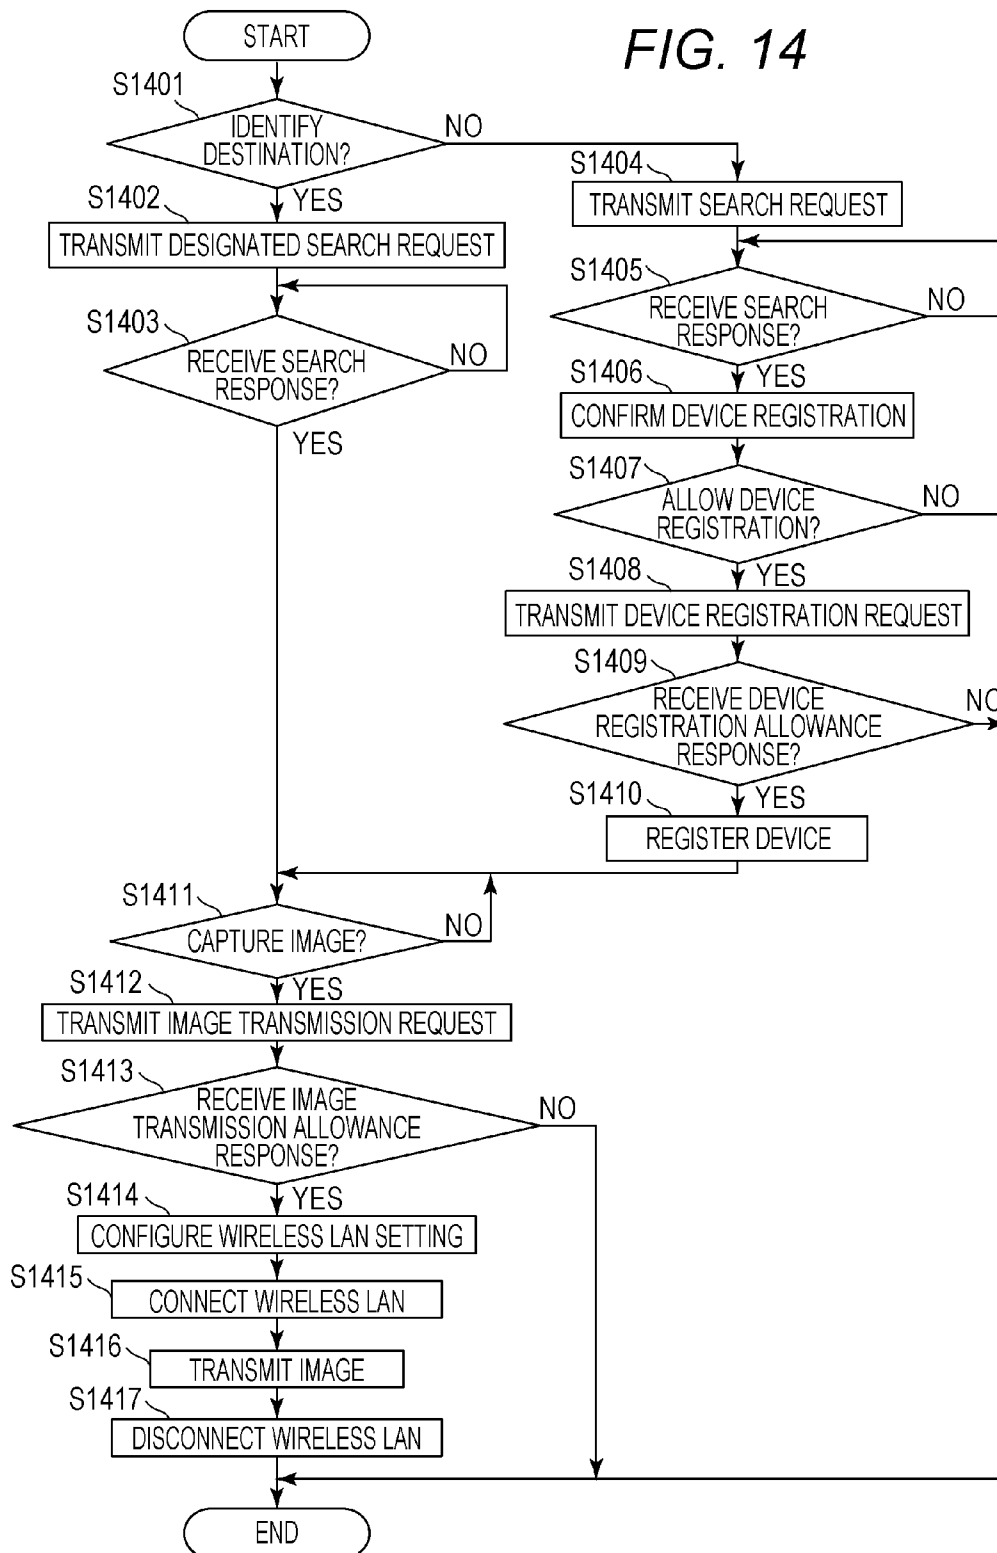 FIG. 14
START
S1401
IDENTIFY
DESTINATION?
NO
YES
S1402
TRANSMIT DESIGNATED SEARCH REQUEST
S1403
RECEIVE SEARCH
RESPONSE?
NO
YES
S1404
TRANSMIT SEARCH REQUEST
S1405
RECEIVE SEARCH
RESPONSE?
NO
YES
S1406
CONFIRM DEVICE REGISTRATION
S1407
ALLOW DEVICE
REGISTRATION?
NO
YES
S1408
TRANSMIT DEVICE REGISTRATION REQUEST
S1409
RECEIVE DEVICE
REGISTRATION ALLOWANCE
RESPONSE?
NO
YES
S1410
REGISTER DEVICE
S1411
CAPTURE IMAGE?
NO
YES
S1412
TRANSMIT IMAGE TRANSMISSION REQUEST
S1413
RECEIVE IMAGE
TRANSMISSION ALLOWANCE
RESPONSE?
NO
YES
S1414
CONFIGURE WIRELESS LAN SETTING
S1415
CONNECT WIRELESS LAN
S1416
TRANSMIT IMAGE
S1417
DISCONNECT WIRELESS LAN
END